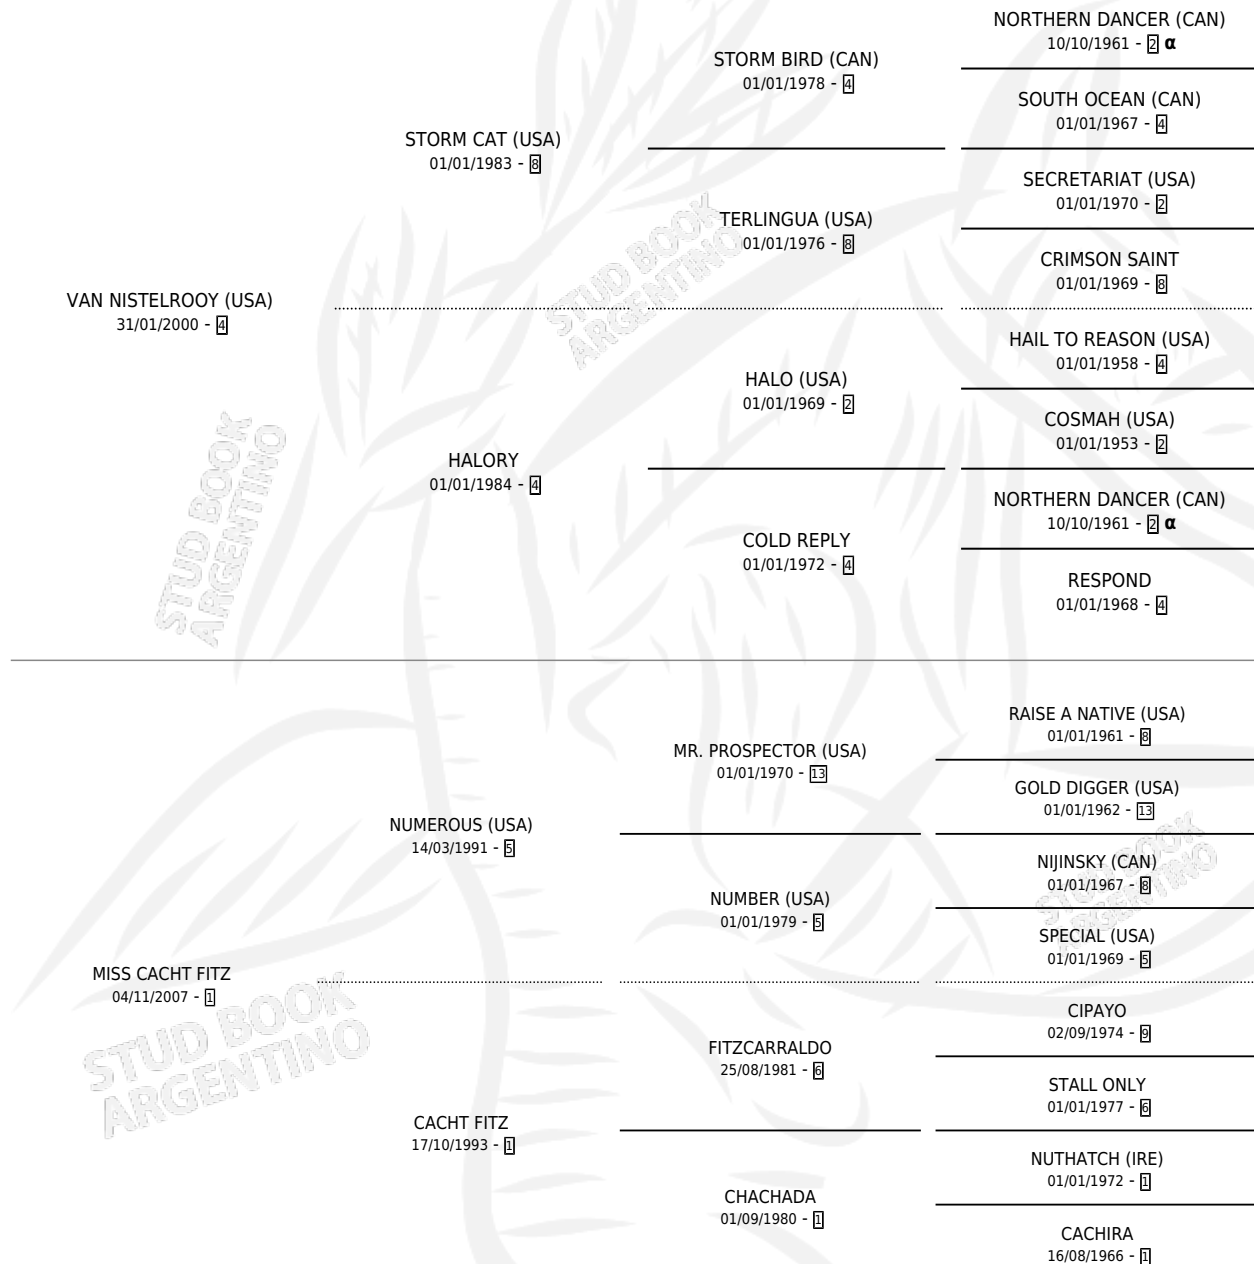 NORTHERN DANCER (CAN)
10/10/1961 - 2 α
STORM BIRD (CAN)
01/01/1978 - 4
SOUTH OCEAN (CAN)
01/01/1967 - 4
STORM CAT (USA)
01/01/1983 - 8
SECRETARIAT (USA)
01/01/1970 - 2
TERLINGUA (USA)
01/01/1976 - 8
CRIMSON SAINT
01/01/1969 - 8
VAN NISTELROOY (USA)
31/01/2000 - 4
HAIL TO REASON (USA)
01/01/1958 - 4
HALO (USA)
01/01/1969 - 2
COSMAH (USA)
01/01/1953 - 2
HALORY
01/01/1984 - 4
NORTHERN DANCER (CAN)
10/10/1961 - 2 α
COLD REPLY
01/01/1972 - 4
RESPOND
01/01/1968 - 4
RAISE A NATIVE (USA)
01/01/1961 - 8
MR. PROSPECTOR (USA)
01/01/1970 - 13
GOLD DIGGER (USA)
01/01/1962 - 13
NUMEROUS (USA)
14/03/1991 - 5
NIJINSKY (CAN)
01/01/1967 - 8
NUMBER (USA)
01/01/1979 - 5
SPECIAL (USA)
01/01/1969 - 5
MISS CACHT FITZ
04/11/2007 - 1
CIPAYO
02/09/1974 - 9
FITZCARRALDO
25/08/1981 - 6
STALL ONLY
01/01/1977 - 6
CACHT FITZ
17/10/1993 - 1
NUTHATCH (IRE)
01/01/1972 - 1
CHACHADA
01/09/1980 - 1
CACHIRA
16/08/1966 - 1
STUD BOOK
ARGENTINO
STUD BOOK
ARGENTINO
STUD BOOK
ARGENTINO
STUD BOOK
ARGENTINO